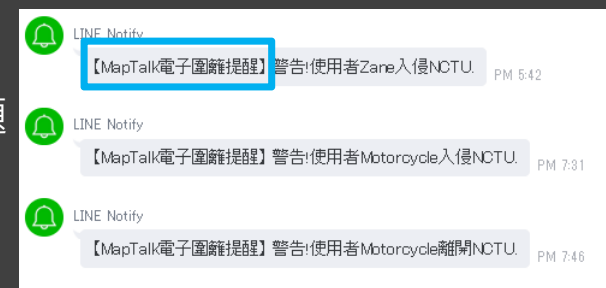 LINE Notify
【MapTalk電子圍籬提醒】警告!使用者Zane入侵NCTU.
PM 5:42
LINE Notify
【MapTalk電子圍籬提醒】警告!使用者Motorcycle入侵NCTU.
PM 7:31
LINE Notify
【MapTalk電子圍籬提醒】警告!使用者Motorcycle離開NCTU.
PM 7:46